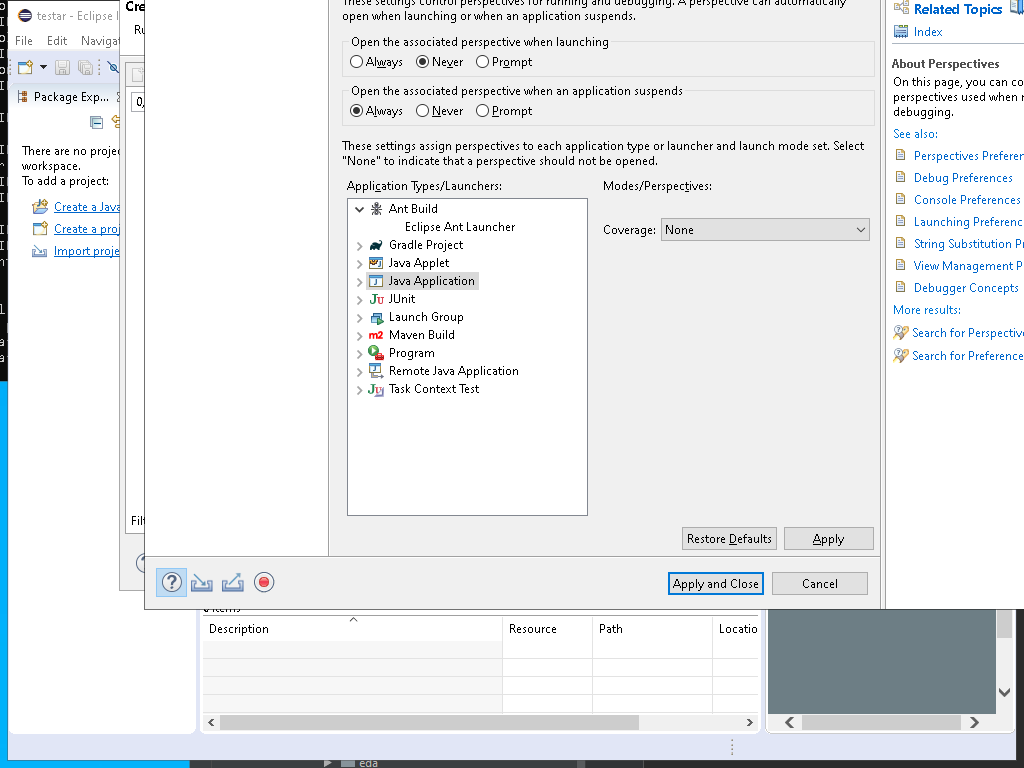 testar - Eclipse I
Cre
These settings control perspectives for running and debugging. A perspective can automatically
open when launching or when an application suspends.
Related Topics
Index
File Edit Navigat
Ru
Open the associated perspective when launching
Always Never Prompt
About Perspectives
On this page, you can co
perspectives used when r
debugging.
Package Exp...
Open the associated perspective when an application suspends
Always Never Prompt
See also:
Perspectives Preferen
Debug Preferences
Console Preferences
Launching Preferenc
String Substitution P
View Management P
Debugger Concepts
More results:
Search for Perspective
Search for Preference
There are no projec
workspace.
To add a project:
Create a Java
Create a proj
Import proje
These settings assign perspectives to each application type or launcher and launch mode set. Select
"None" to indicate that a perspective should not be opened.
Application Types/Launchers:
Modes/Perspectives:
Ant Build
Eclipse Ant Launcher
Gradle Project
Java Applet
Java Application
JUnit
Launch Group
Maven Build
Program
Remote Java Application
Task Context Test
Coverage: None
Filt
Restore Defaults Apply
Apply and Close Cancel
Description Resource Path Locatio
eda